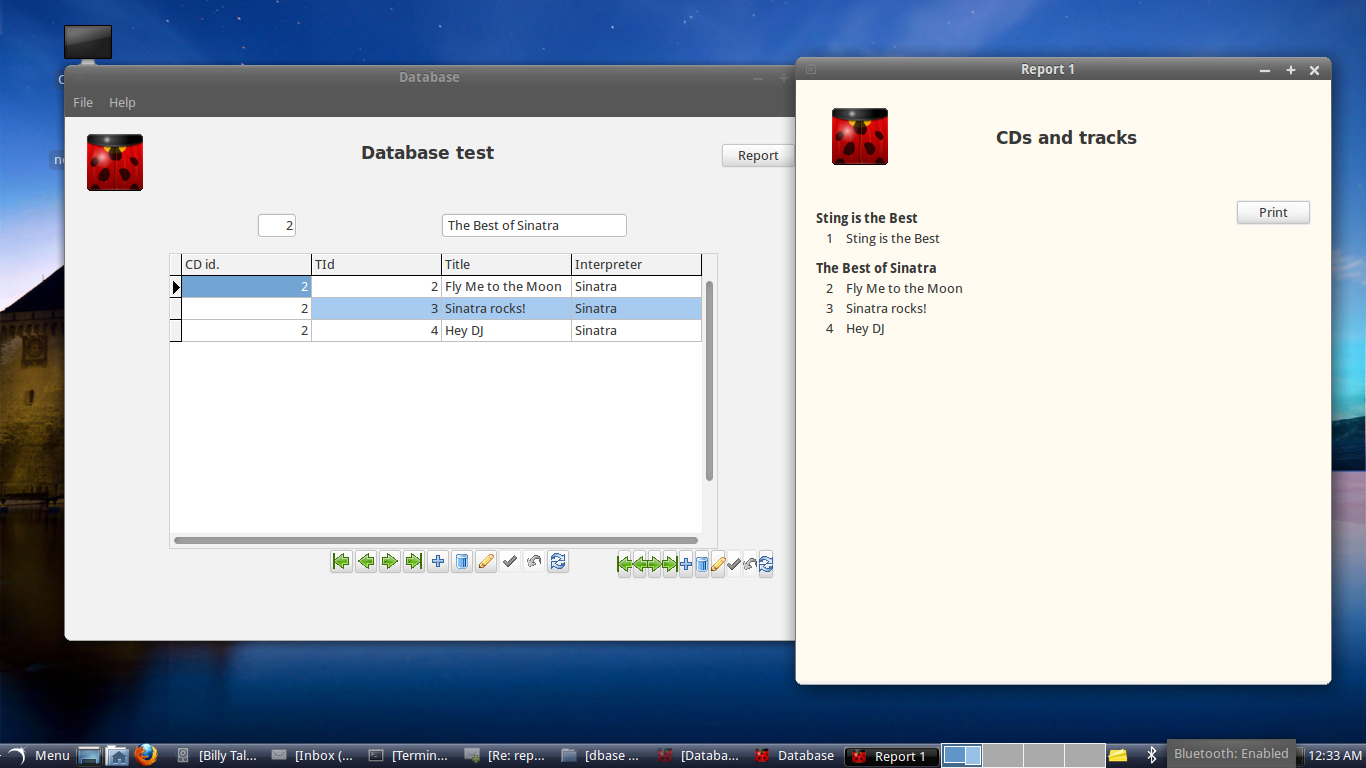 Database
File Help
Database test
Report
2 The Best of Sinatra
CD id. TId Title Interpreter
2 2 Fly Me to the Moon Sinatra
2 3 Sinatra rocks! Sinatra
2 4 Hey DJ Sinatra
Report 1
CDs and tracks
Print
Sting is the Best
1 Sting is the Best
The Best of Sinatra
2 Fly Me to the Moon
3 Sinatra rocks!
4 Hey DJ
Menu [Billy Tal... [Inbox (... [Termin... [Re: rep... [dbase ... [Databa... Database Report 1 Bluetooth: Enabled 12:33 AM